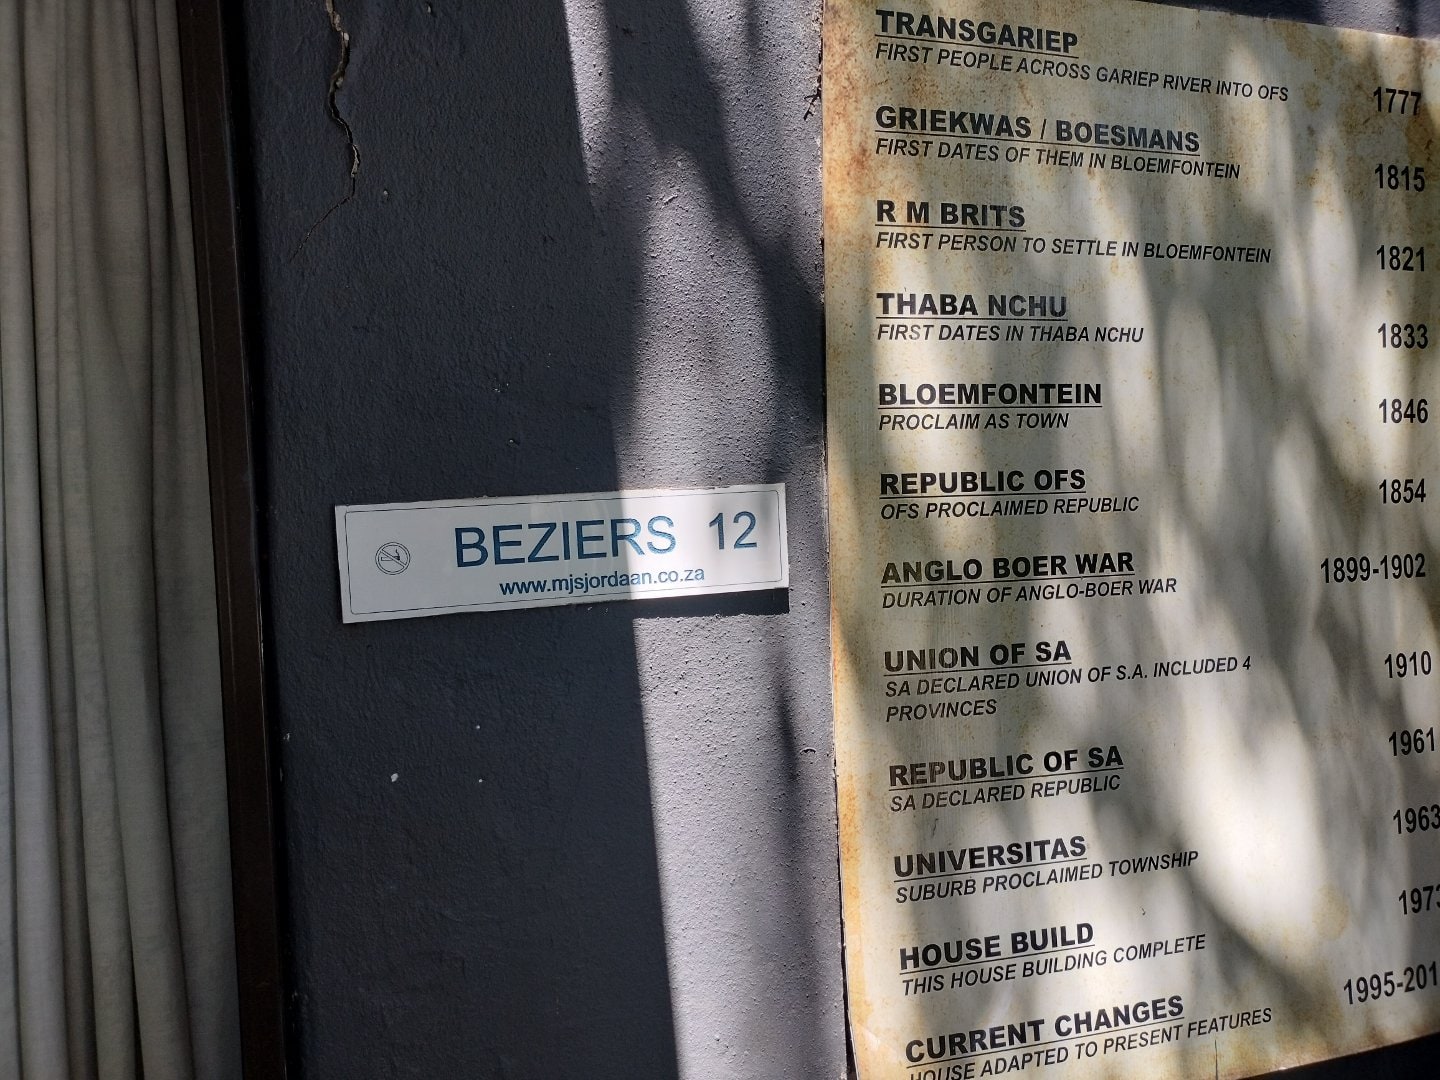 BEZIERS 12
www.mjsjordaan.co.za
TRANSGARIEP
FIRST PEOPLE ACROSS GARIEP RIVER INTO OFS 1777
GRIEKWAS / BOESMANS
FIRST DATES OF THEM IN BLOEMFONTEIN 1815
R M BRITS
FIRST PERSON TO SETTLE IN BLOEMFONTEIN 1821
THABA NCHU
FIRST DATES IN THABA NCHU 1833
BLOEMFONTEIN
PROCLAIM AS TOWN 1846
REPUBLIC OFS
OFS PROCLAIMED REPUBLIC 1854
ANGLO BOER WAR 1899-1902
DURATION OF ANGLO-BOER WAR
UNION OF SA
SA DECLARED UNION OF S.A. INCLUDED 4 1910
PROVINCES
REPUBLIC OF SA 1961
SA DECLARED REPUBLIC
UNIVERSITAS 1963
SUBURB PROCLAIMED TOWNSHIP
HOUSE BUILD 1973
THIS HOUSE BUILDING COMPLETE
CURRENT CHANGES 1995-201
HOUSE ADAPTED TO PRESENT FEATURES